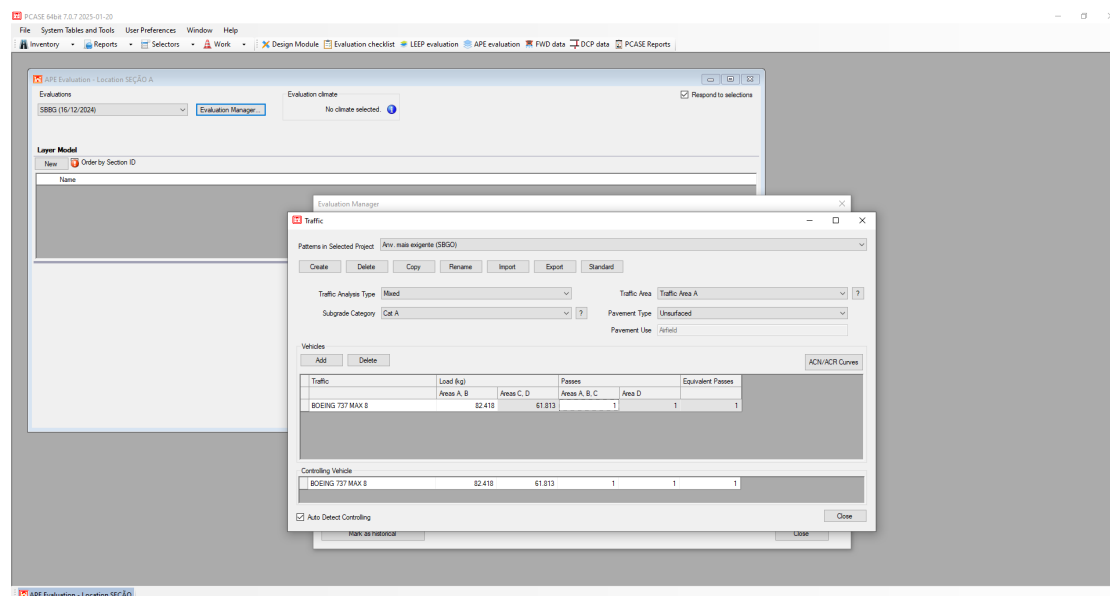 PCASE 64bit 7.0.7 2025-01-20
File System Tables and Tools User Preferences Window Help
Inventory Reports Selectors Work Design Module Evaluation checklist LEEP evaluation APE evaluation FWD data DCP data PCASE Reports
APE Evaluation - Location SEÇÃO A
Evaluations Evaluation climate Respond to selections
SBBG (16/12/2024) Evaluation Manager... No climate selected.
Layer Model
New Order by Section ID
Name
Evaluation Manager
Traffic
Patterns in Selected Project Anv. mais exigente (SBGO)
Create Delete Copy Rename Import Export Standard
Traffic Analysis Type Mixed Traffic Area Traffic Area A ?
Subgrade Category Cat A ? Pavement Type Unsurfaced
Pavement Use Airfield
Vehicles
Add Delete ACN/ACR Curves
Traffic Load (kg) Passes Equivalent Passes
Areas A, B Areas C, D Areas A, B, C Area D
BOEING 737 MAX 8 82.418 61.813 1 1 1
Controlling Vehicle
BOEING 737 MAX 8 82.418 61.813 1 1 1
Auto Detect Controlling Close
Mark as historical Close
APE Evaluation - Location SEÇÃO